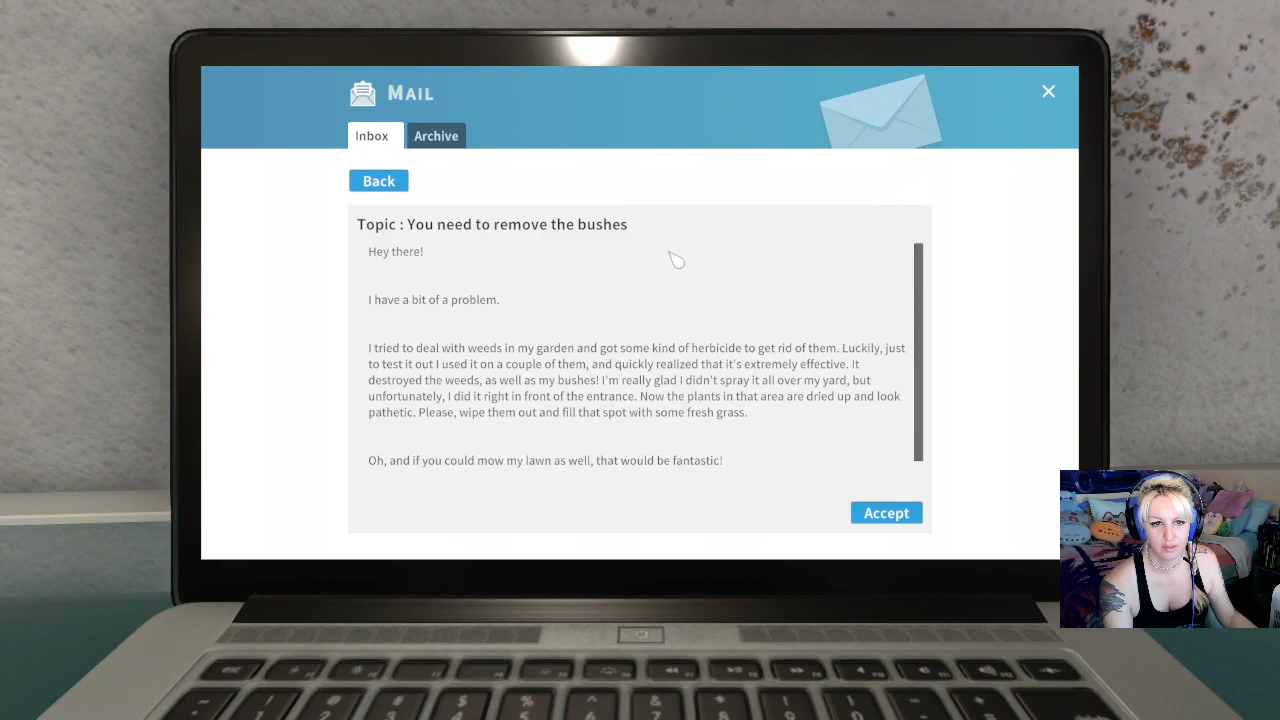 MAIL
Inbox
Archive
Back
Topic : You need to remove the bushes
Hey there!
I have a bit of a problem.
I tried to deal with weeds in my garden and got some kind of herbicide to get rid of them. Luckily, just
to test it out I used it on a couple of them, and quickly realized that it's extremely effective. It
destroyed the weeds, as well as my bushes! I'm really glad I didn't spray it all over my yard, but
unfortunately, I did it right in front of the entrance. Now the plants in that area are dried up and look
pathetic. Please, wipe them out and fill that spot with some fresh grass.
Oh, and if you could mow my lawn as well, that would be fantastic!
Accept